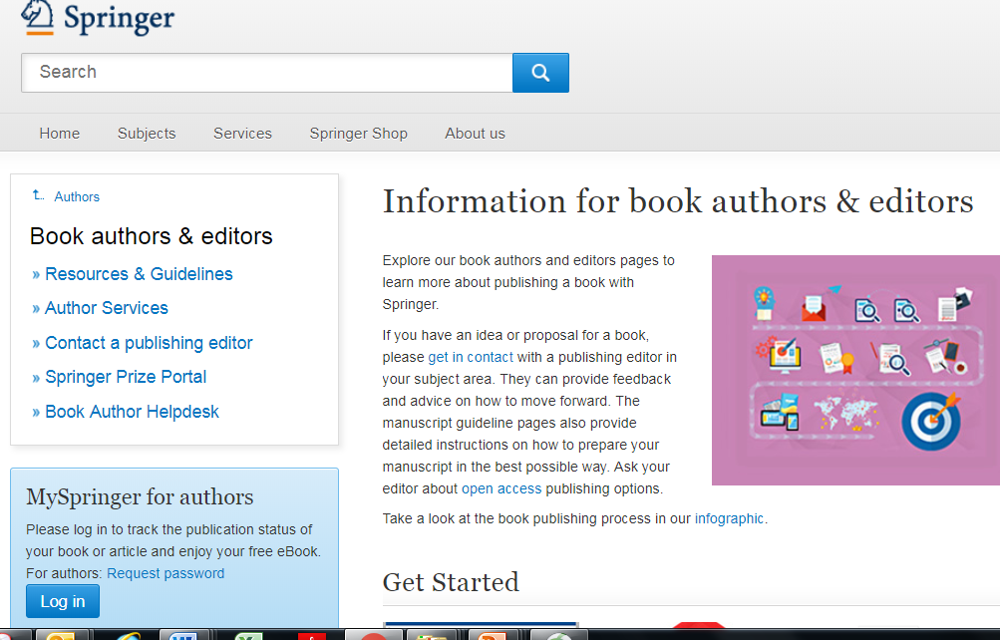 Springer
Search
Home Subjects Services Springer Shop About us
Authors
Book authors & editors
» Resources & Guidelines
» Author Services
» Contact a publishing editor
» Springer Prize Portal
» Book Author Helpdesk
MySpringer for authors
Please log in to track the publication status of
your book or article and enjoy your free eBook.
For authors: Request password
Log in
Information for book authors & editors
Explore our book authors and editors pages to
learn more about publishing a book with
Springer.
If you have an idea or proposal for a book,
please get in contact with a publishing editor in
your subject area. They can provide feedback
and advice on how to move forward. The
manuscript guideline pages also provide
detailed instructions on how to prepare your
manuscript in the best possible way. Ask your
editor about open access publishing options.
Take a look at the book publishing process in our infographic.
Get Started